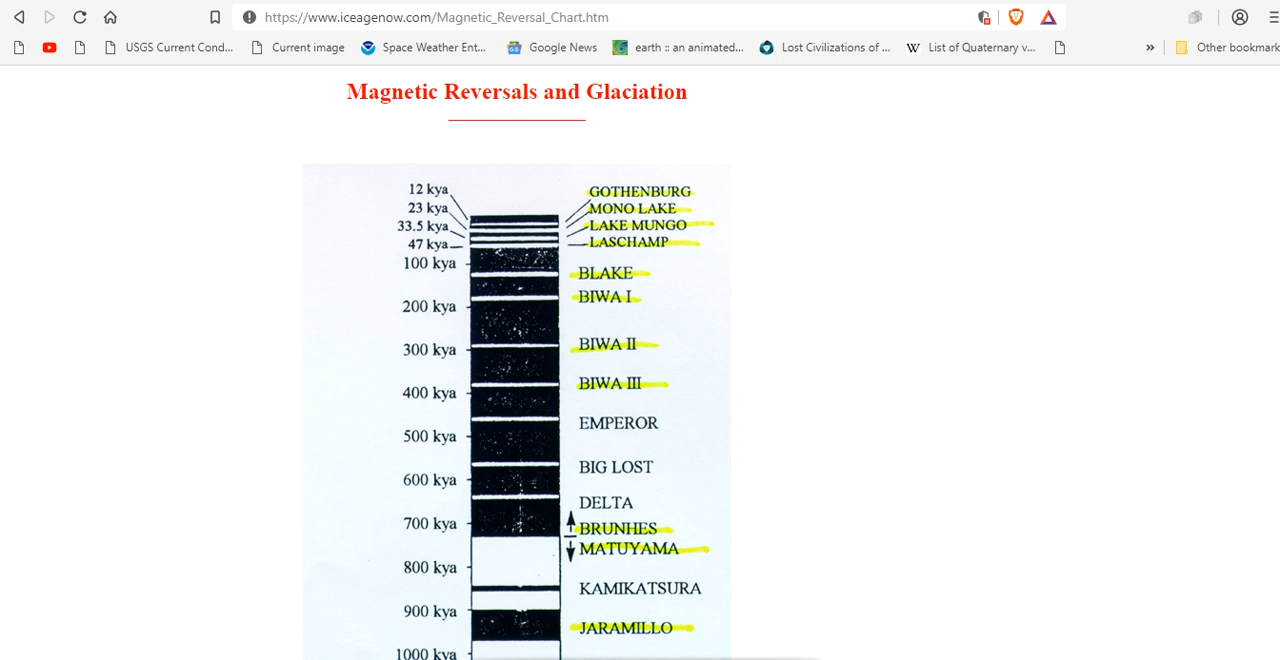 https://www.iceagenow.com/Magnetic_Reversal_Chart.htm
USGS Current Cond...
Current image
Space Weather Ent...
Google News
earth :: an animated...
Lost Civilizations of ...
W
List of Quaternary v...
»
Other bookmark
Magnetic Reversals and Glaciation
12 kya
GOTHENBURG
23 kya
MONO LAKE
33.5 kya
LAKE MUNGO
47 kya
LASCHAMP
100 kya
BLAKE
200 kya
BIWA I
300 kya
BIWA II
400 kya
BIWA III
EMPEROR
500 kya
BIG LOST
600 kya
DELTA
700 kya
BRUNHES
MATUYAMA
800 kya
KAMIKATSURA
900 kya
JARAMILLO
1000 kya